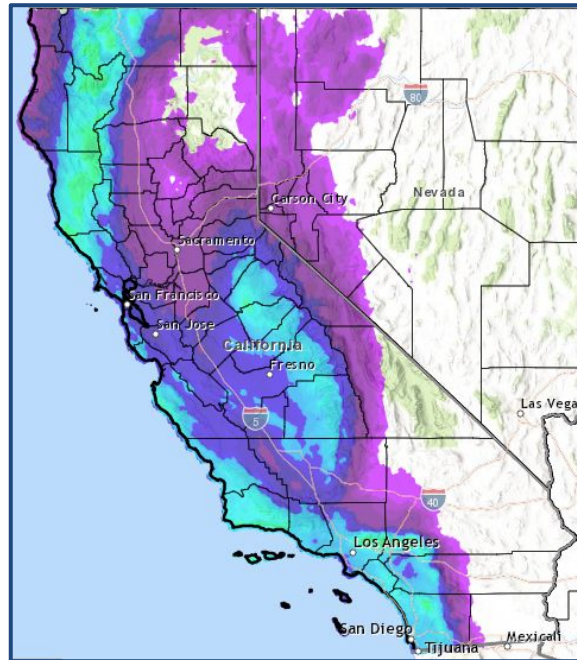 80
Nevada
Carson City
Sacramento
San Francisco
San Jose
California
Fresno
Las Vega
5
40
Los Angeles
San Diego
Tijuana
Mexicali